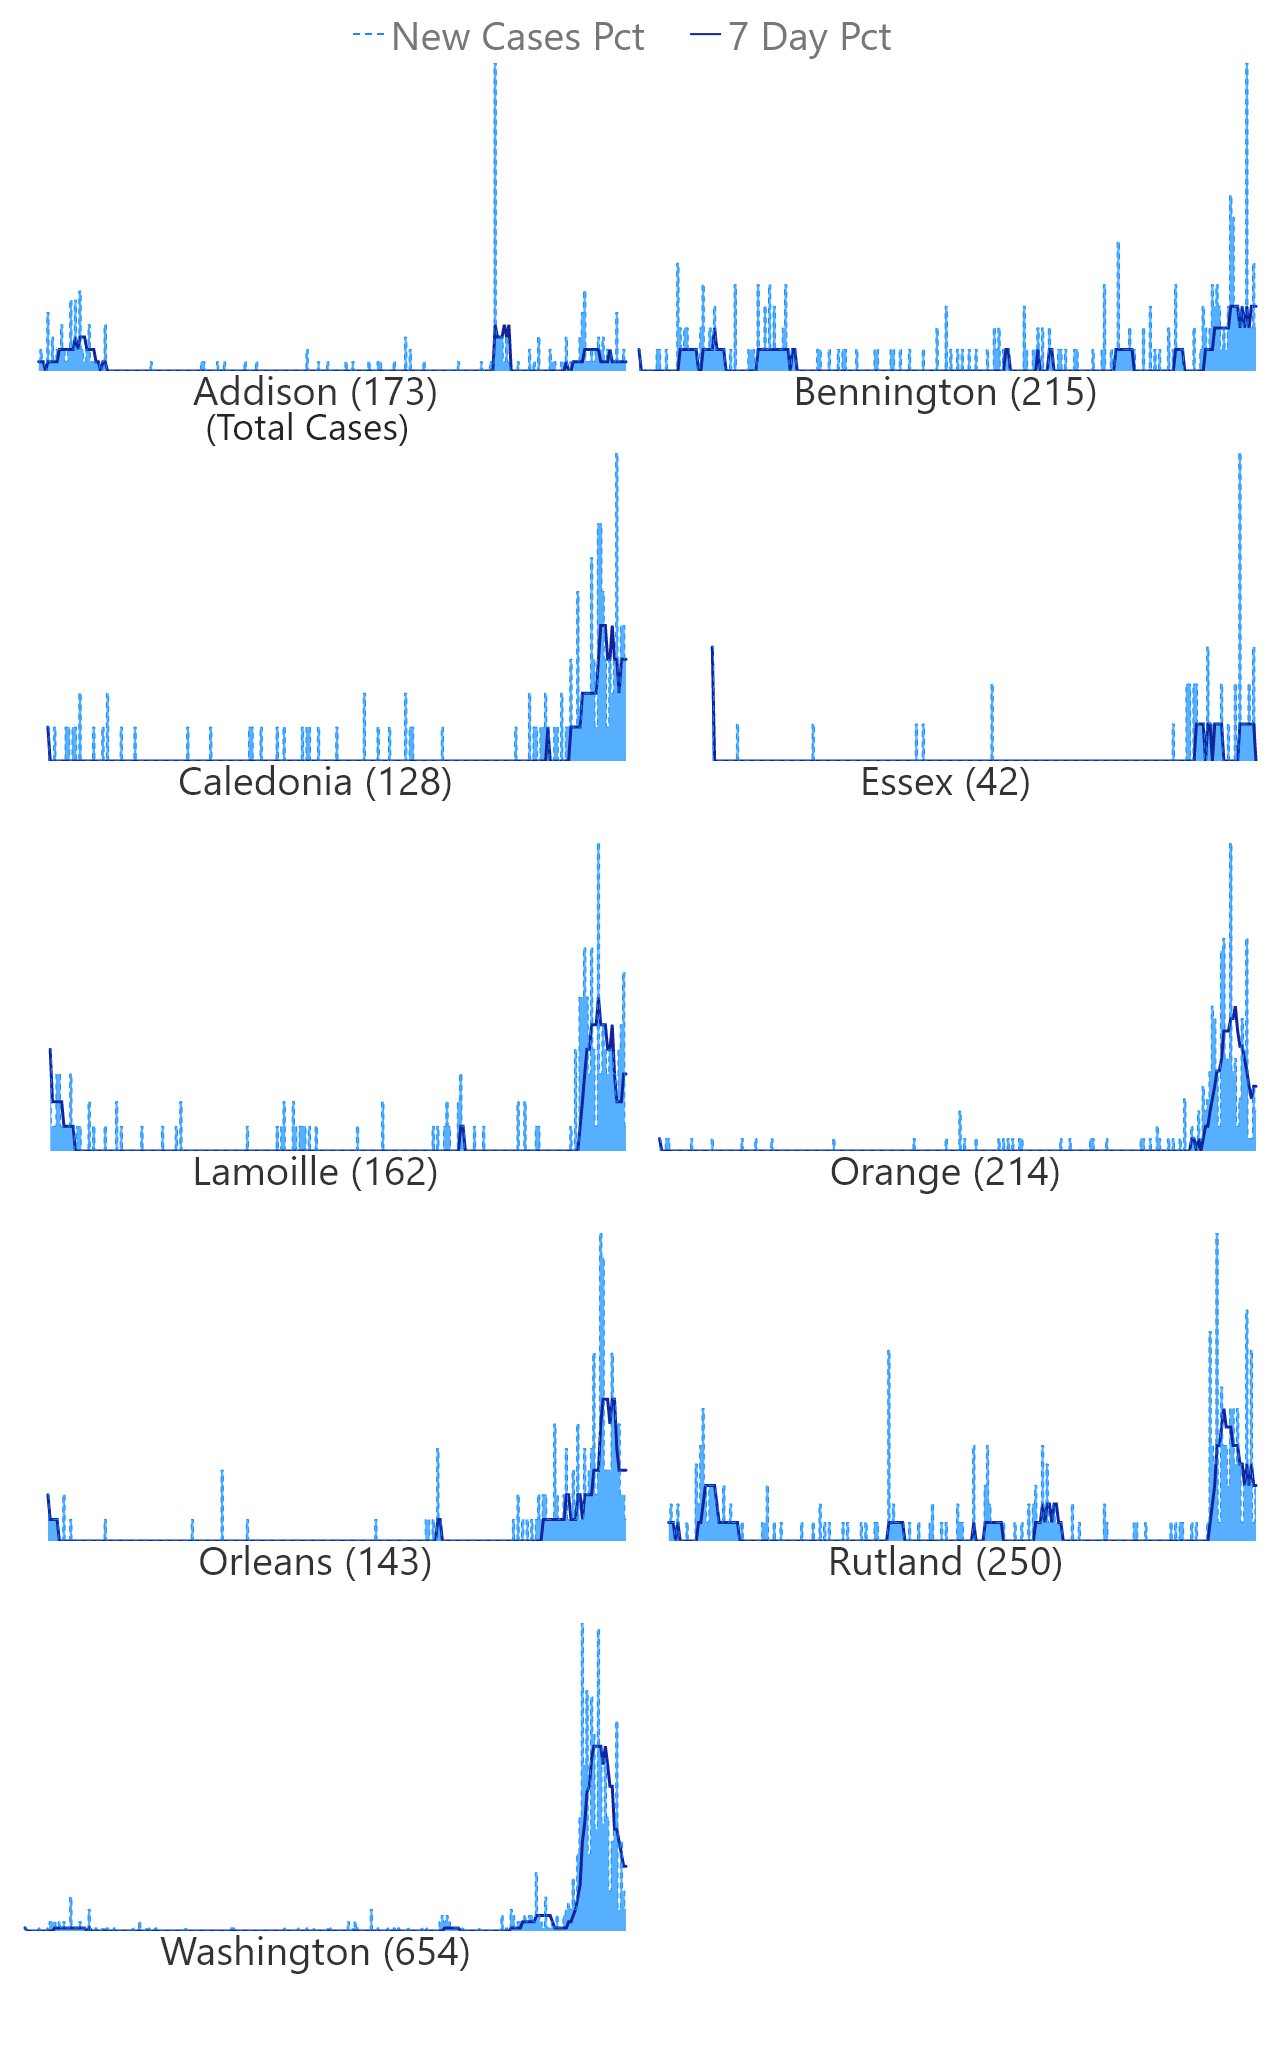 New Cases Pct 7 Day Pct
Addison (173) Bennington (215)
(Total Cases)
Caledonia (128) Essex (42)
Lamoille (162) Orange (214)
Orleans (143) Rutland (250)
Washington (654)